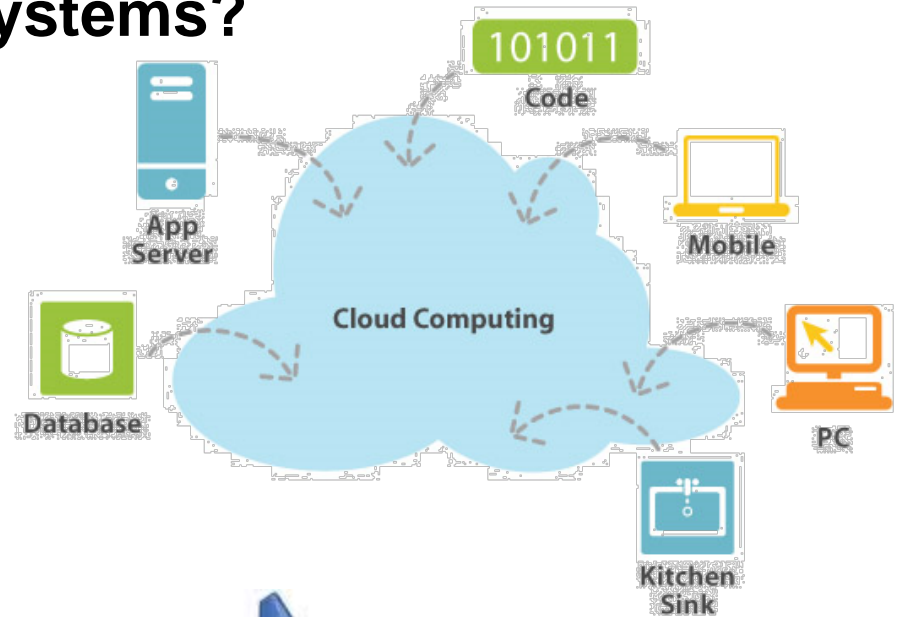 ystems?
101011
Code
App
Server
Mobile
Cloud Computing
Database
PC
Kitchen
Sink